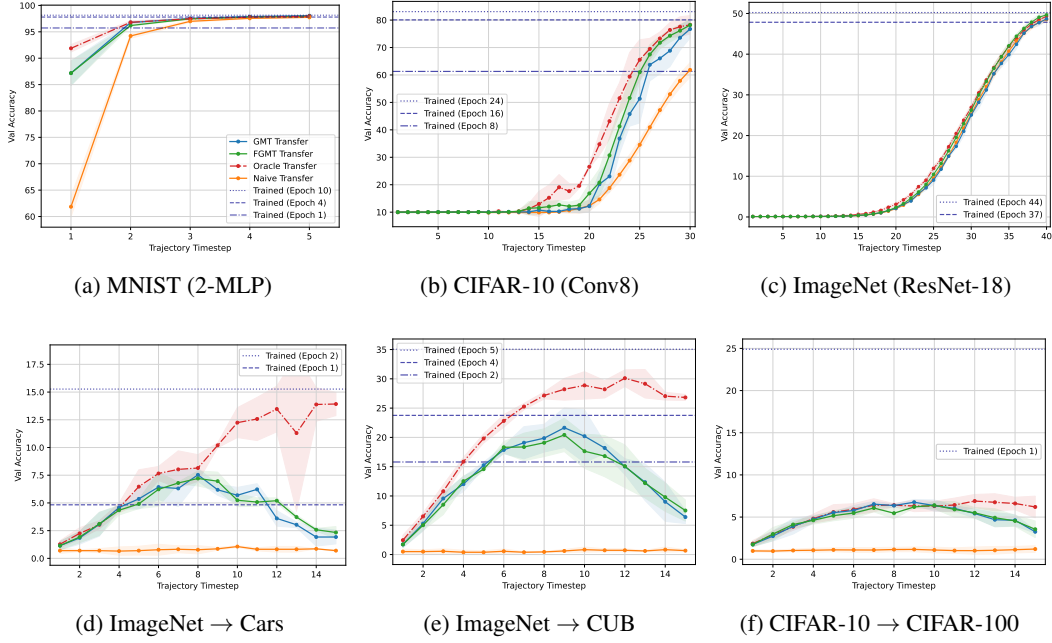 100
95
90
85
80
75
70
65
60
Val Accuracy
1
2
3
4
5
Trajectory Timestep
GMT Transfer
FGMT Transfer
Oracle Transfer
Naive Transfer
Trained (Epoch 10)
Trained (Epoch 4)
Trained (Epoch 1)
(a) MNIST (2-MLP)
80
70
60
50
40
30
20
10
Val Accuracy
5
10
15
20
25
30
Trajectory Timestep
Trained (Epoch 24)
Trained (Epoch 16)
Trained (Epoch 8)
(b) CIFAR-10 (Conv8)
50
40
30
20
10
0
Val Accuracy
5
10
15
20
25
30
35
40
Trajectory Timestep
Trained (Epoch 44)
Trained (Epoch 37)
(c) ImageNet (ResNet-18)
17.5
15.0
12.5
10.0
7.5
5.0
2.5
0.0
Val Accuracy
2
4
6
8
10
12
14
Trajectory Timestep
Trained (Epoch 2)
Trained (Epoch 1)
(d) ImageNet → Cars
35
30
25
20
15
10
5
0
Val Accuracy
2
4
6
8
10
12
14
Trajectory Timestep
Trained (Epoch 5)
Trained (Epoch 4)
Trained (Epoch 2)
(e) ImageNet → CUB
25
20
15
10
5
0
Val Accuracy
2
4
6
8
10
12
14
Trajectory Timestep
Trained (Epoch 1)
(f) CIFAR-10 → CIFAR-100